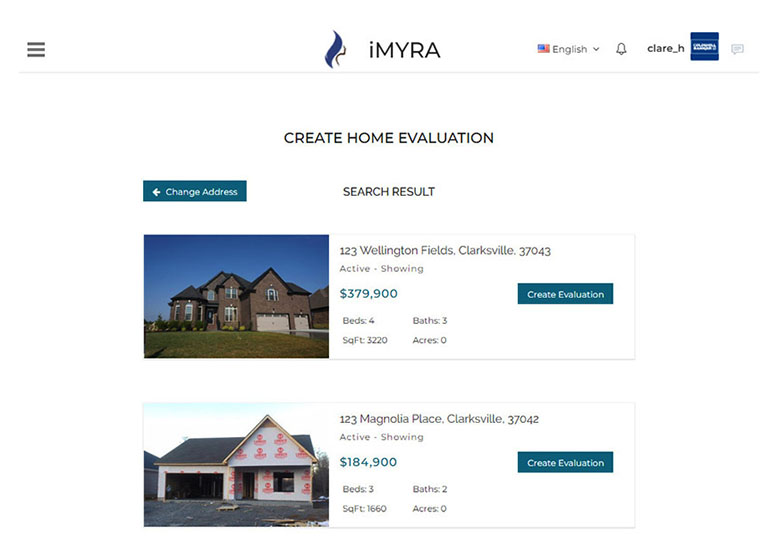 iMYRA
English
clare_h
COLDWELL
BANKER
CREATE HOME EVALUATION
Change Address
SEARCH RESULT
123 Wellington Fields, Clarksville, 37043
Active - Showing
$379,900
Create Evaluation
Beds: 4 Baths: 3
SqFt: 3220 Acres: 0
123 Magnolia Place, Clarksville, 37042
Active - Showing
$184,900
Create Evaluation
Beds: 3 Baths: 2
SqFt: 1660 Acres: 0